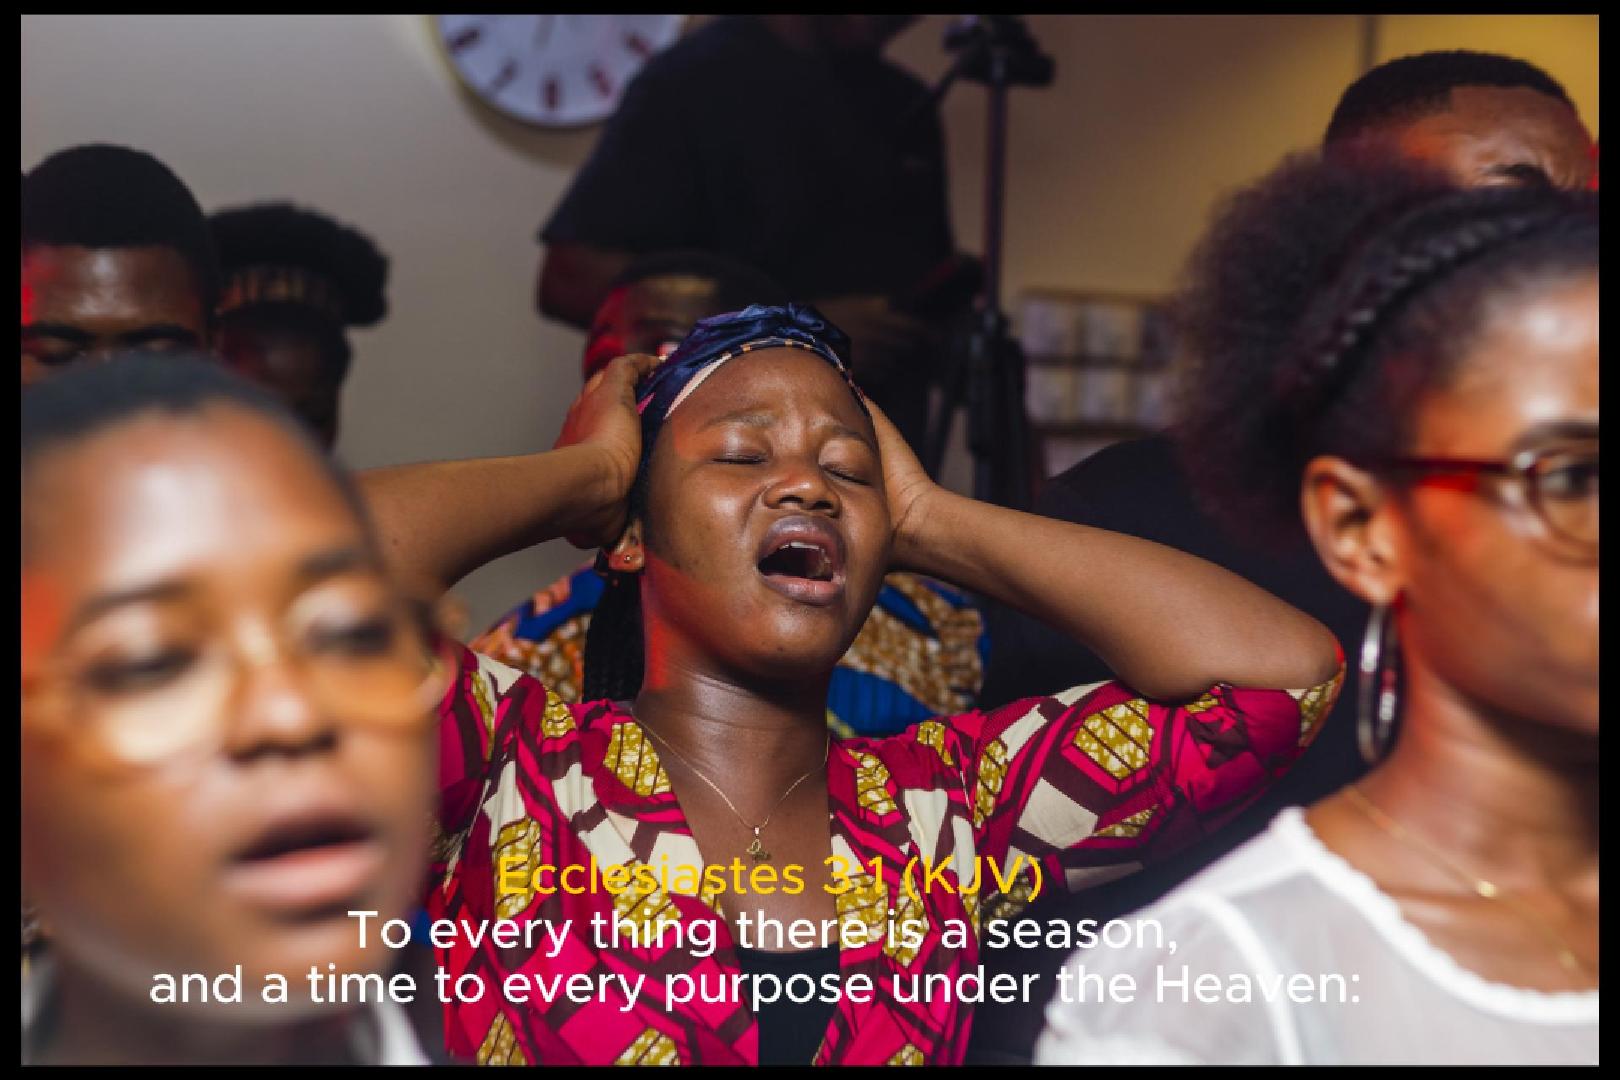 Ecclesiastes 3:1 (KJV)
To every thing there is a season,
and a time to every purpose under the Heaven: